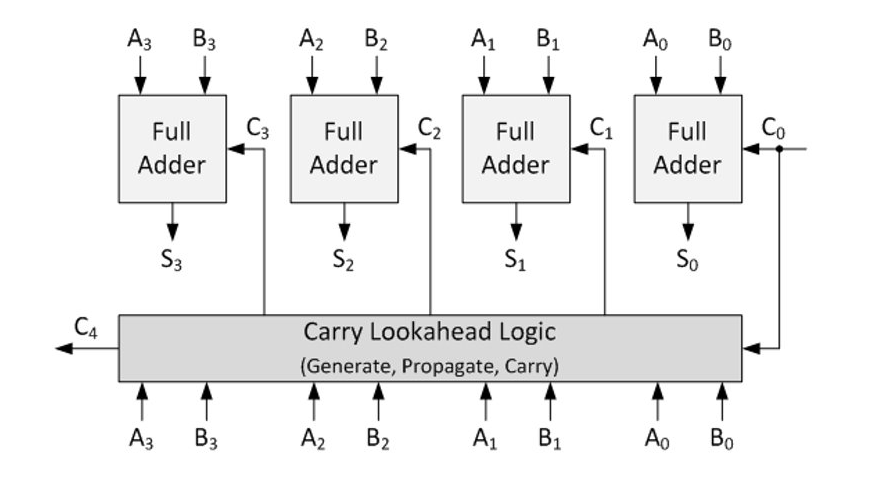 A₃ B₃ A₂ B₂ A₁ B₁ A₀ B₀
Full Adder C₃ Full Adder C₂ Full Adder C₁ Full Adder C₀
S₃ S₂ S₁ S₀
C₄ Carry Lookahead Logic
(Generate, Propagate, Carry)
A₃ B₃ A₂ B₂ A₁ B₁ A₀ B₀